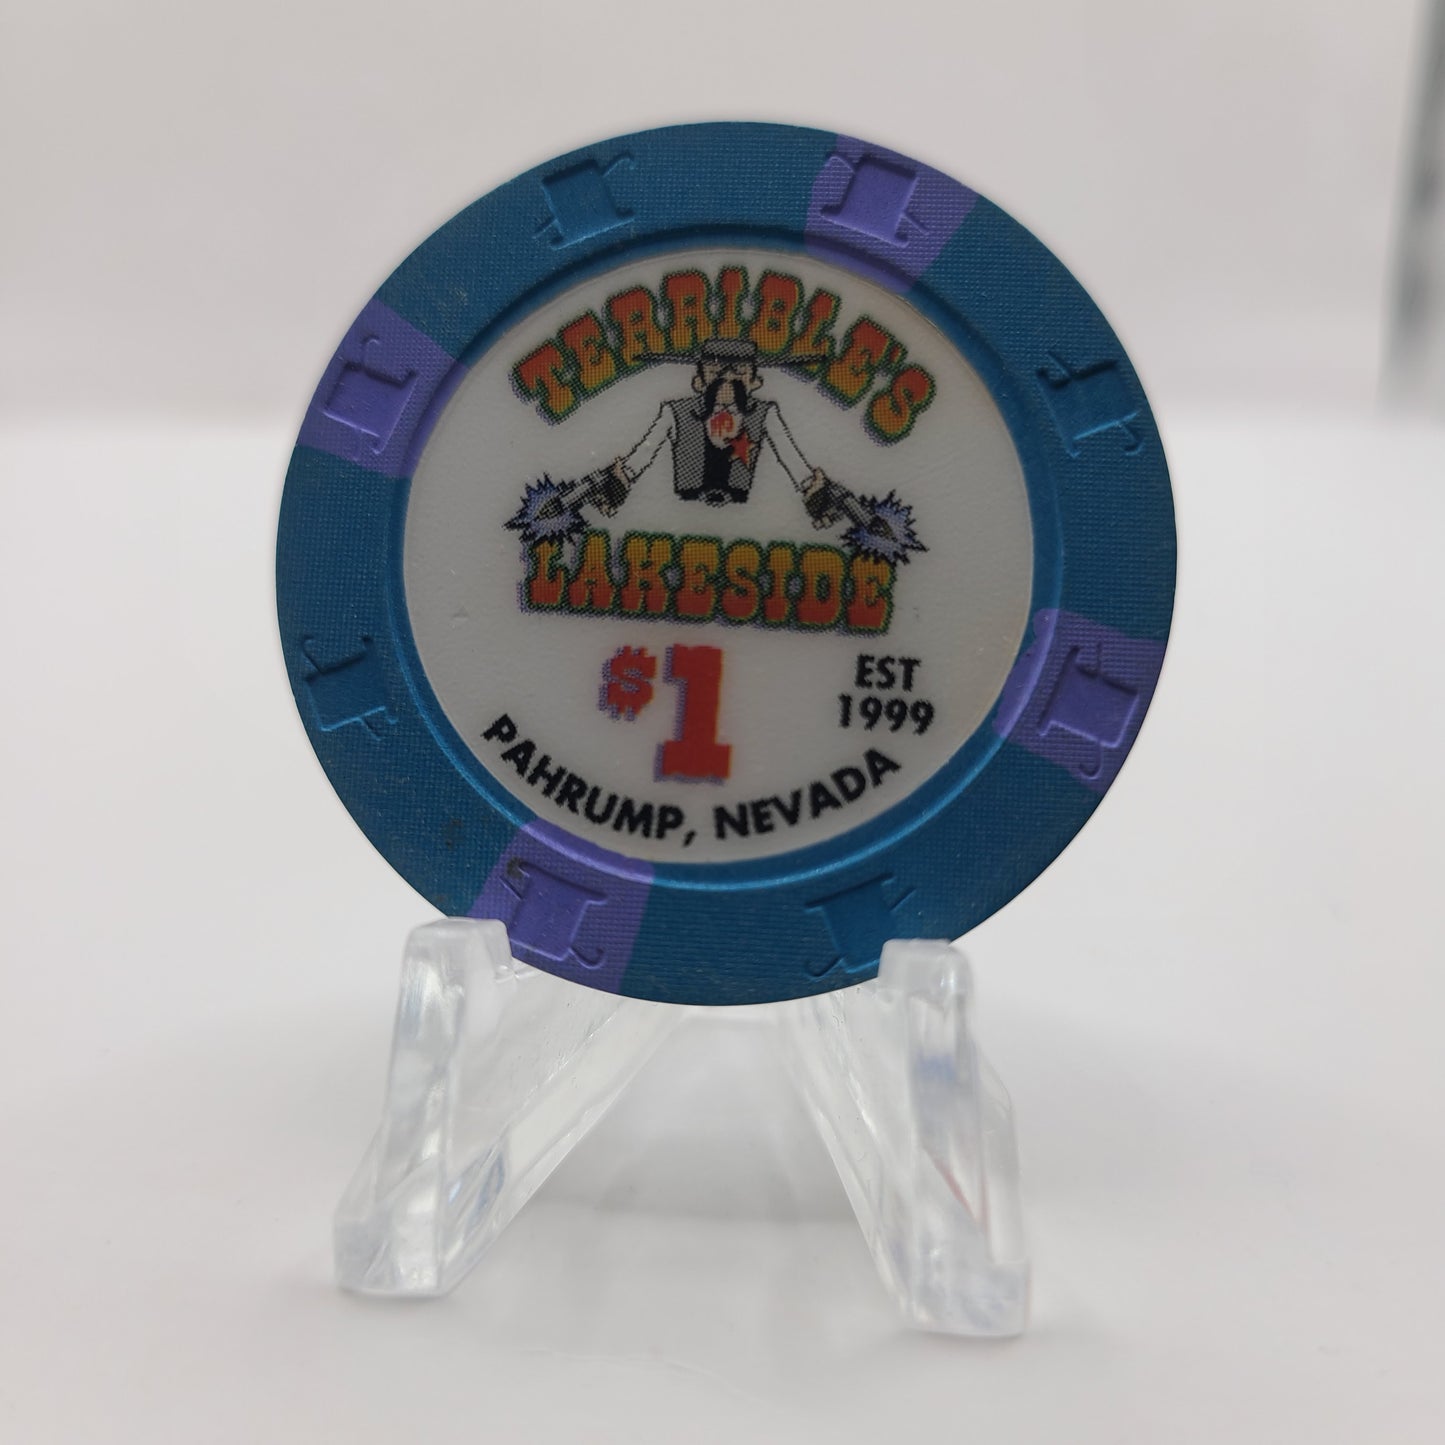 TERRIBLE'S
LAKESIDE
$1
EST
1999
PAHRUMP, NEVADA